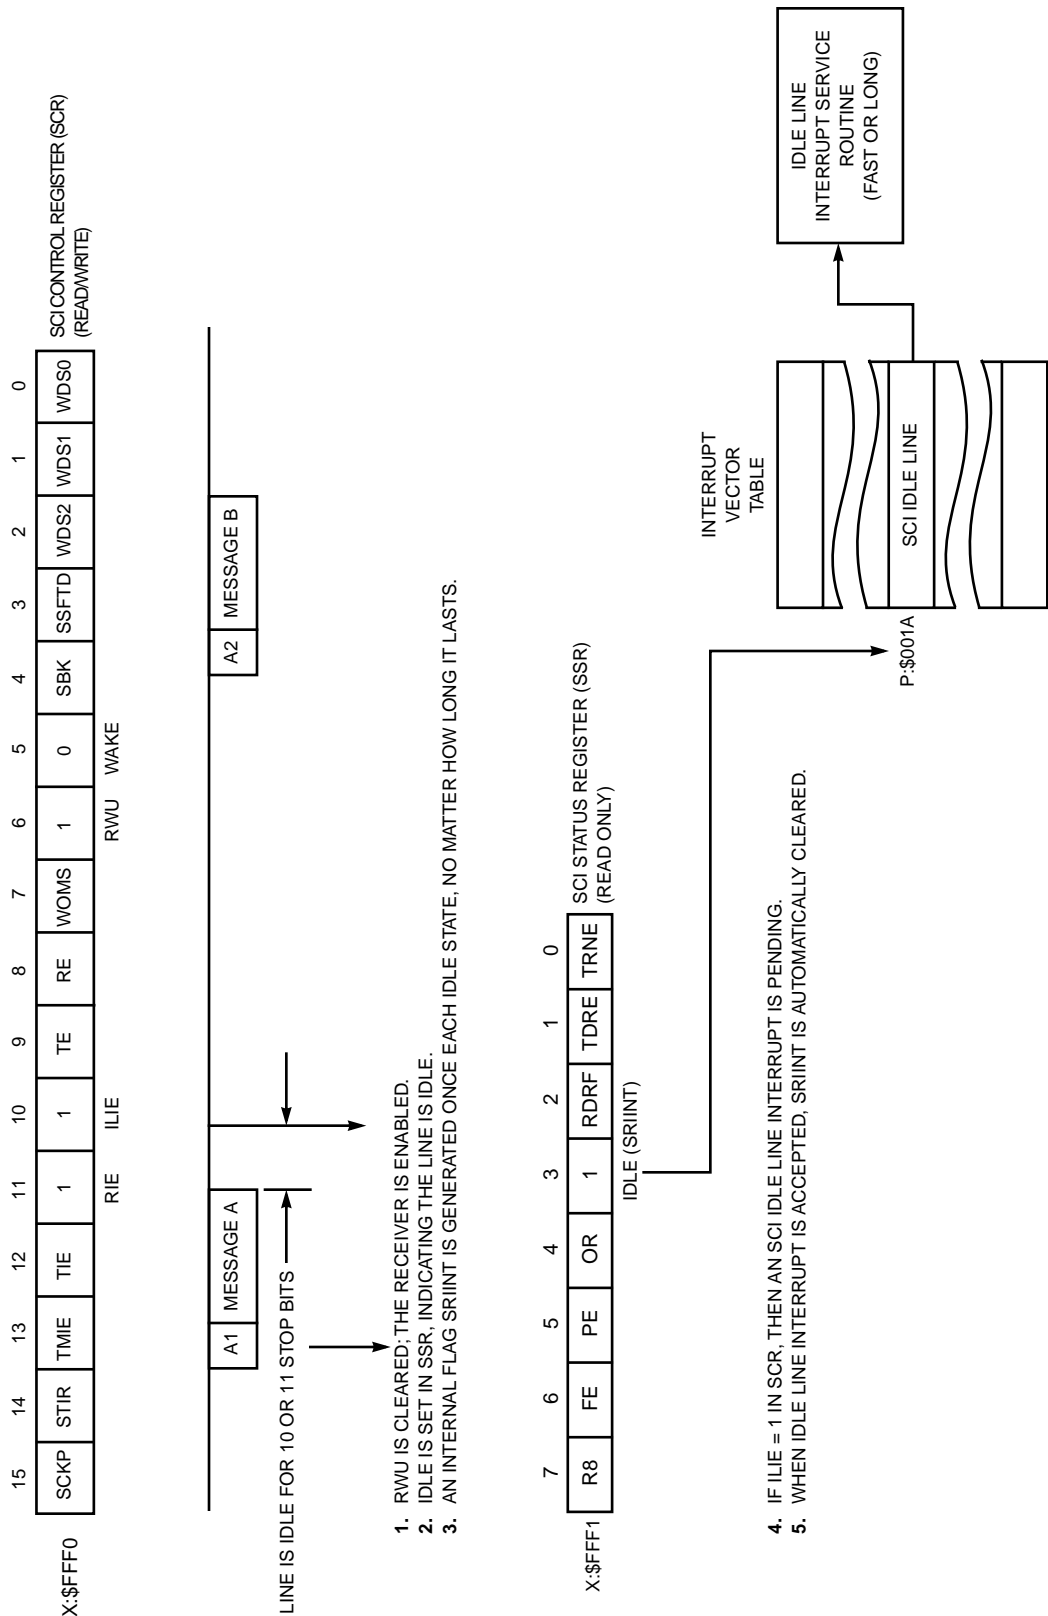 15 14 13 12 11 10 9 8 7 6 5 4 3 2 1 0
X:$FFF0 SCKP STIR TMIE TIE 1 1 TE RE WOMS 1 0 SBK SSFTD WDS2 WDS1 WDS0
SCI CONTROL REGISTER (SCR)
(READ/WRITE)
RIE ILIE RWU WAKE
A1 MESSAGE A A2 MESSAGE B
LINE IS IDLE FOR 10 OR 11 STOP BITS
1. RWU IS CLEARED; THE RECEIVER IS ENABLED.
2. IDLE IS SET IN SSR, INDICATING THE LINE IS IDLE.
3. AN INTERNAL FLAG SRIINT IS GENERATED ONCE EACH IDLE STATE, NO MATTER HOW LONG IT LASTS.
7 6 5 4 3 2 1 0
X:$FFF1 R8 FE PE OR 1 RDRF TDRE TRNE
SCI STATUS REGISTER (SSR)
(READ ONLY)
IDLE (SRIINT)
4. IF ILIE = 1 IN SCR, THEN AN SCI IDLE LINE INTERRUPT IS PENDING.
5. WHEN IDLE LINE INTERRUPT IS ACCEPTED, SRIINT IS AUTOMATICALLY CLEARED.
INTERRUPT
VECTOR
TABLE
P:$001A
SCI IDLE LINE
IDLE LINE
INTERRUPT SERVICE
ROUTINE
(FAST OR LONG)